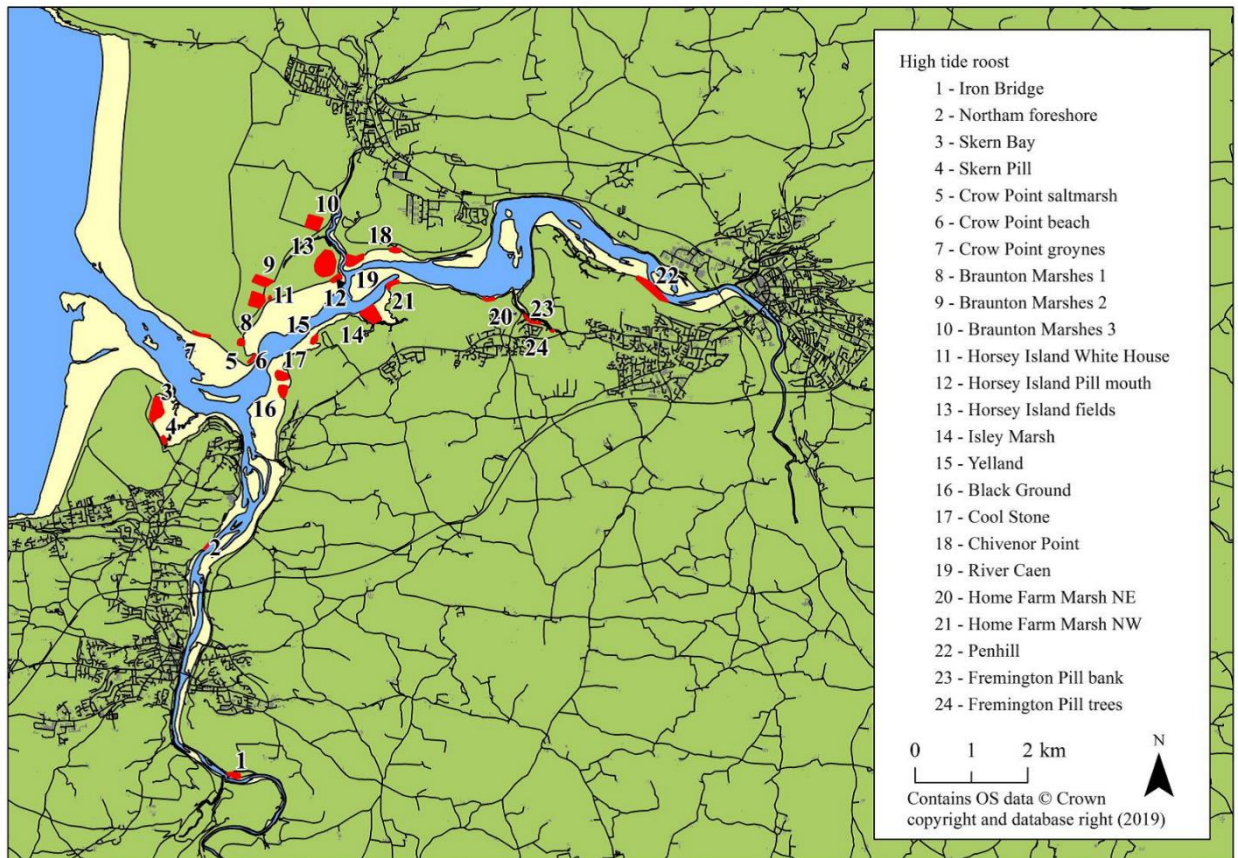 High tide roost
1 - Iron Bridge
2 - Northam foreshore
3 - Skern Bay
4 - Skern Pill
5 - Crow Point saltmarsh
6 - Crow Point beach
7 - Crow Point groynes
8 - Braunton Marshes 1
9 - Braunton Marshes 2
10 - Braunton Marshes 3
11 - Horsey Island White House
12 - Horsey Island Pill mouth
13 - Horsey Island fields
14 - Isley Marsh
15 - Yelland
16 - Black Ground
17 - Cool Stone
18 - Chivenor Point
19 - River Caen
20 - Home Farm Marsh NE
21 - Home Farm Marsh NW
22 - Penhill
23 - Fremington Pill bank
24 - Fremington Pill trees
0 1 2 km
N
Contains OS data © Crown
copyright and database right (2019)
10
13
18
9
19
22
11
12
21
8
15
14
20
23
7
5
6
17
24
3
16
4
2
1